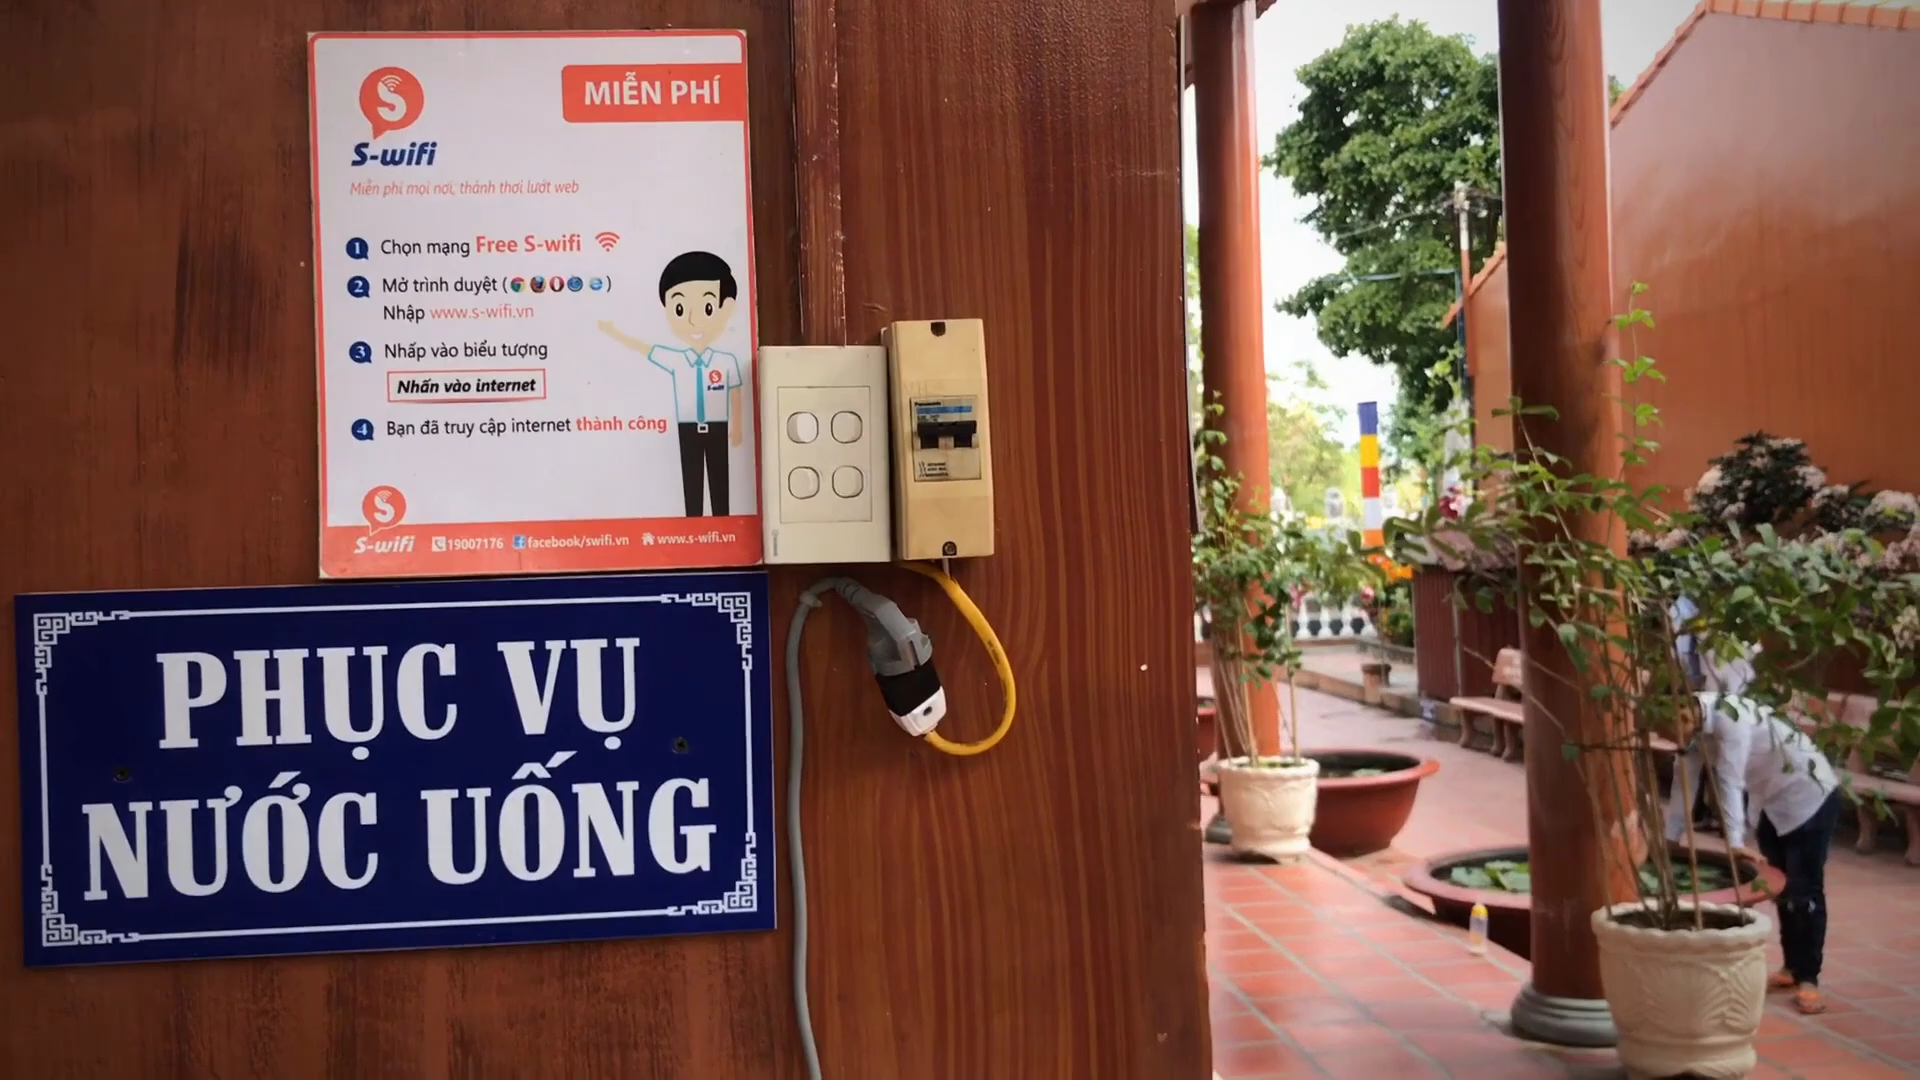 MIỄN PHÍ
S
S-wifi
Miễn phí mọi nơi, thảnh thơi lướt web
1 Chọn mạng Free S-wifi
2 Mở trình duyệt ( )
Nhập www.s-wifi.vn
3 Nhấp vào biểu tượng
Nhấn vào internet
4 Bạn đã truy cập internet thành công
S
S-wifi
S
S-wifi 19007176 facebook/swifi.vn www.s-wifi.vn
Panasonic
PHỤC VỤ
NƯỚC UỐNG